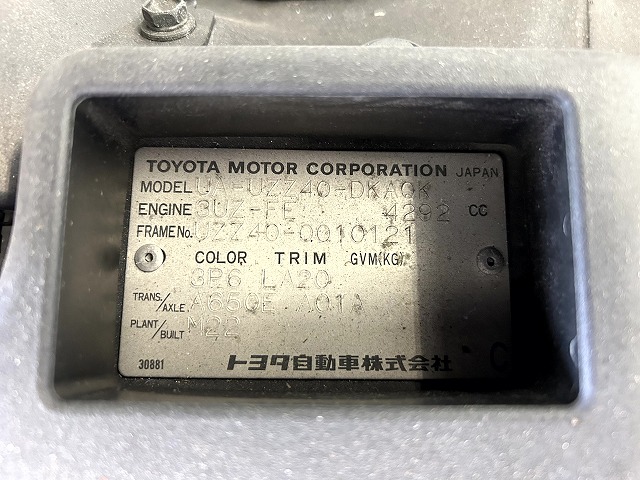 TOYOTA MOTOR CORPORATION JAPAN
MODEL UA-UZZ40-DKAGK
ENGINE 3UZ-FE 4292 CC
FRAME No. UZZ40-0010121
COLOR TRIM GVM(KG)
3P6 LA20
TRANS./AXLE A650E A01A
PLANT/BUILT
30881 トヨタ自動車株式会社 C